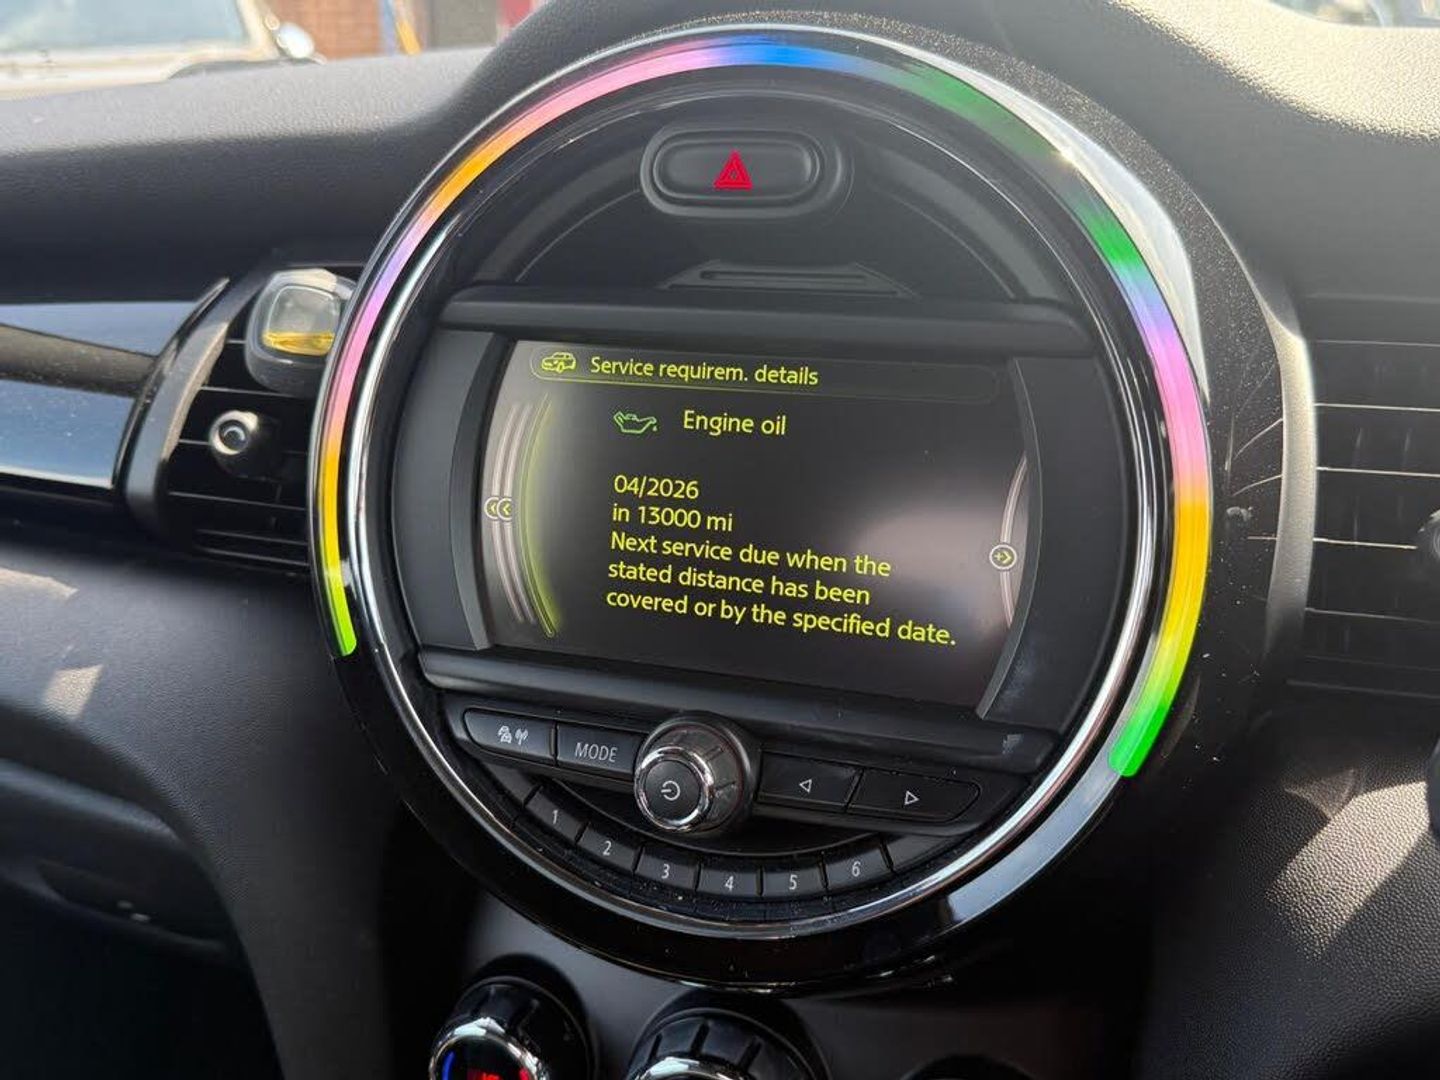 Service requirem. details
Engine oil
04/2026
in 13000 mi
Next service due when the
stated distance has been
covered or by the specified date.
MODE
1
2
3
4
5
6